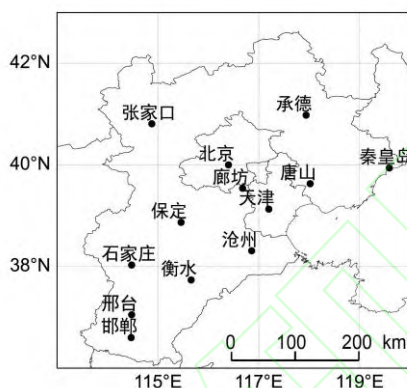 42°N
40°N
38°N
张家口
承德
北京
秦皇岛
廊坊
唐山
天津
保定
沧州
石家庄
衡水
邢台
邯郸
0 100 200 km
115°E 117°E 119°E